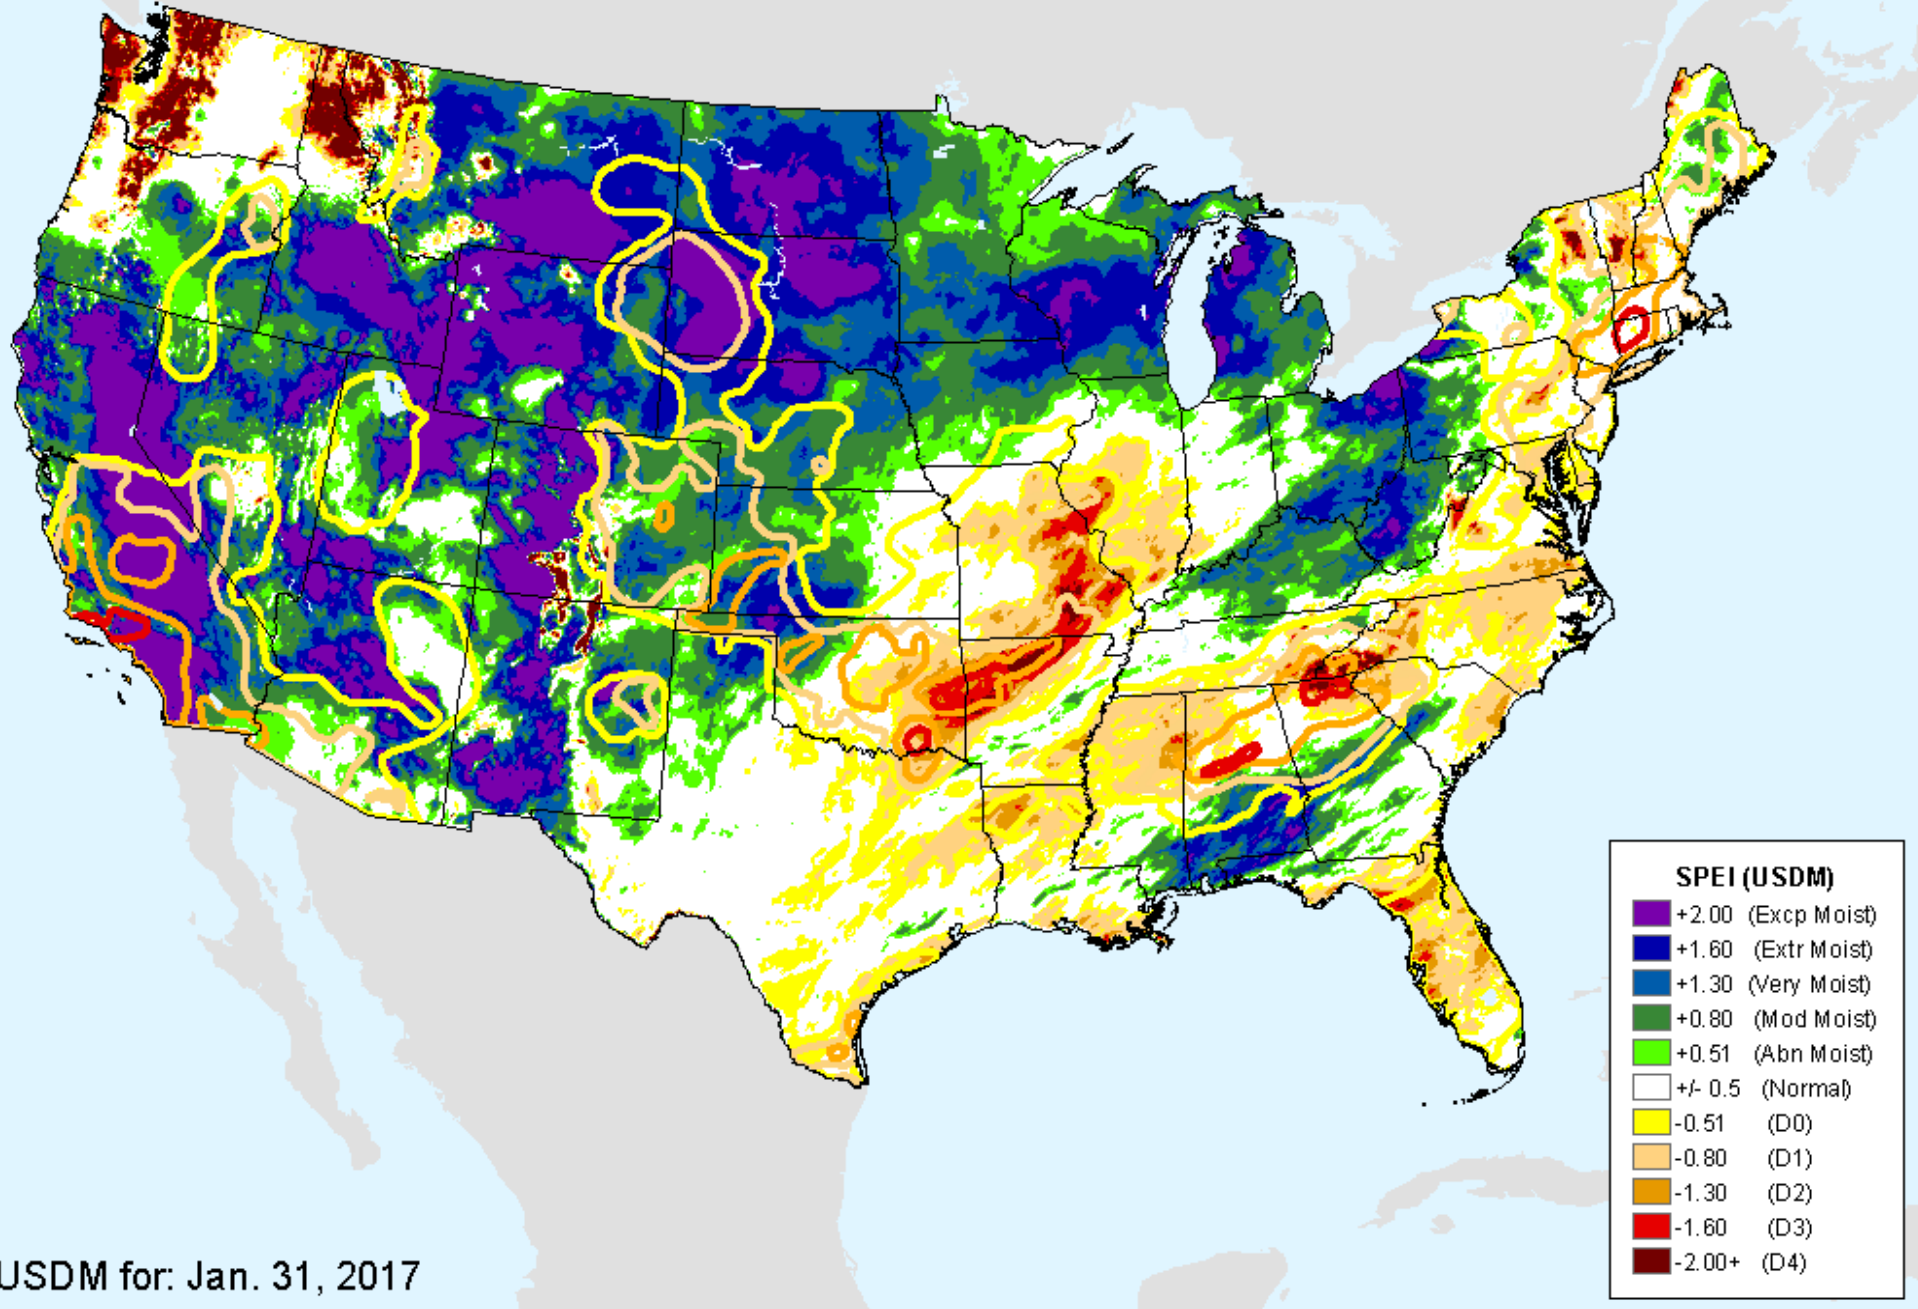 SPEI (USDM)
+2.00 (Excp Moist)
+1.60 (Extr Moist)
+1.30 (Very Moist)
+0.80 (Mod Moist)
+0.51 (Abn Moist)
+/- 0.5 (Normal)
-0.51 (D0)
-0.80 (D1)
-1.30 (D2)
-1.60 (D3)
-2.00+ (D4)
USDM for: Jan. 31, 2017